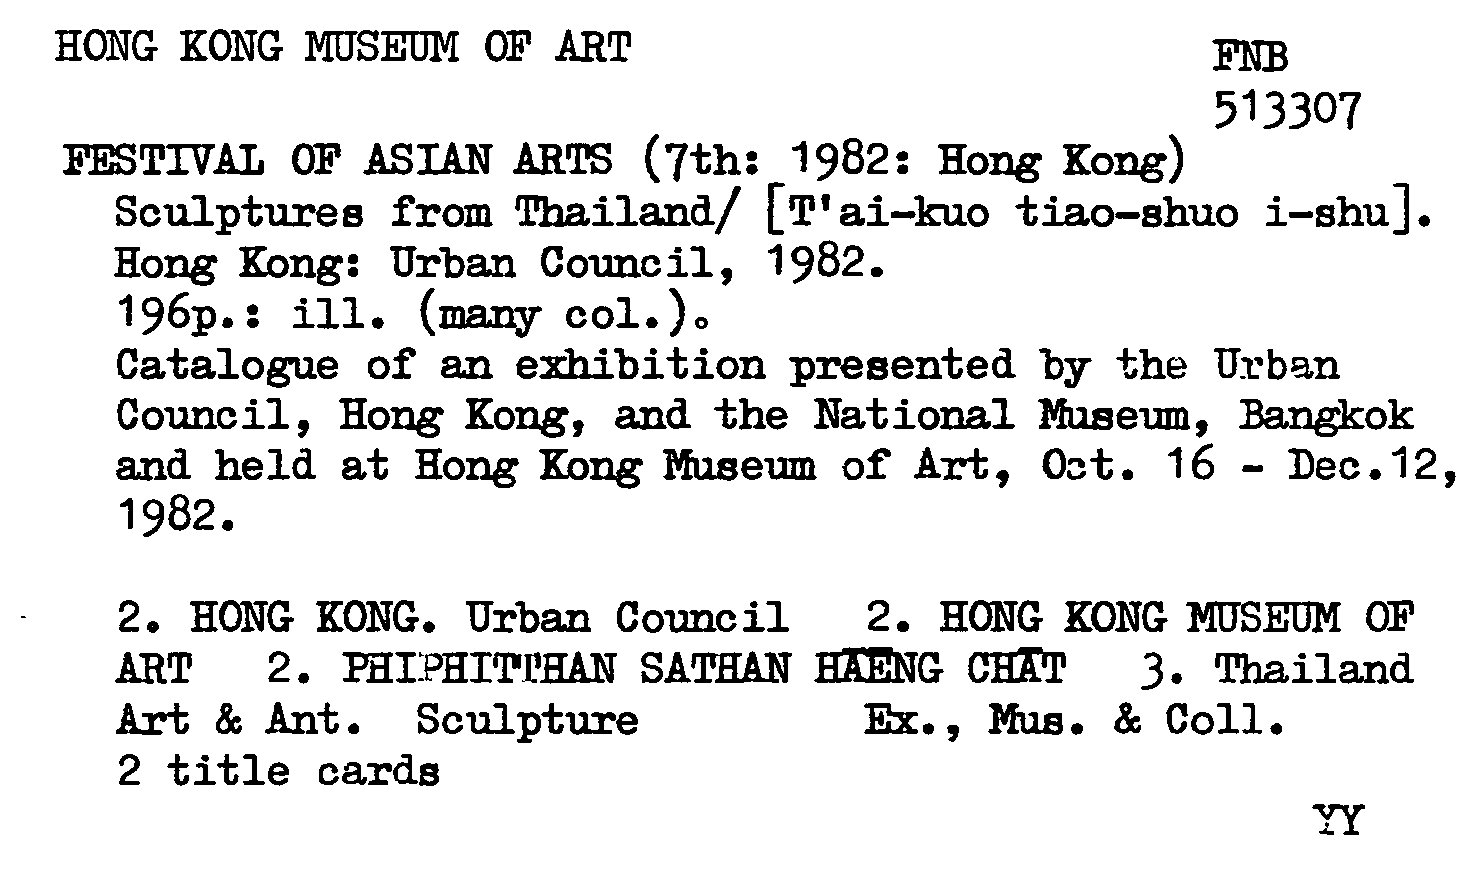 HONG KONG MUSEUM OF ART
FNB
513307
FESTIVAL OF ASIAN ARTS (7th: 1982: Hong Kong)
Sculptures from Thailand/ [T'ai-kuo tiao-shuo i-shu].
Hong Kong: Urban Council, 1982.
196p.: ill. (many col.).
Catalogue of an exhibition presented by the Urban
Council, Hong Kong, and the National Museum, Bangkok
and held at Hong Kong Museum of Art, Oct. 16 - Dec.12,
1982.
2. HONG KONG. Urban Council 2. HONG KONG MUSEUM OF
ART 2. PHIPHITTHAN SATHAN HĀĒNG CHĀT 3. Thailand
Art & Ant. Sculpture Ex., Mus. & Coll.
2 title cards
YY